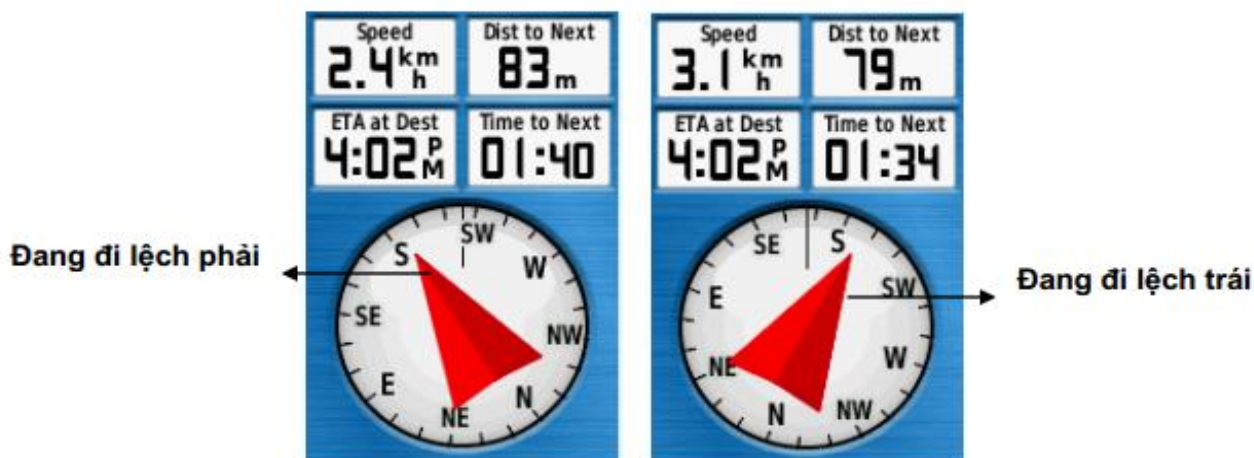 Speed
2.4 km h
Dist to Next
83 m
ETA at Dest
4:02 PM
Time to Next
01:40
SW
S
W
SE
NW
E
N
NE
Đang đi lệch phải
Speed
3.1 km h
Dist to Next
79 m
ETA at Dest
4:02 PM
Time to Next
01:34
SE
S
E
SW
W
NE
N
NW
Đang đi lệch trái